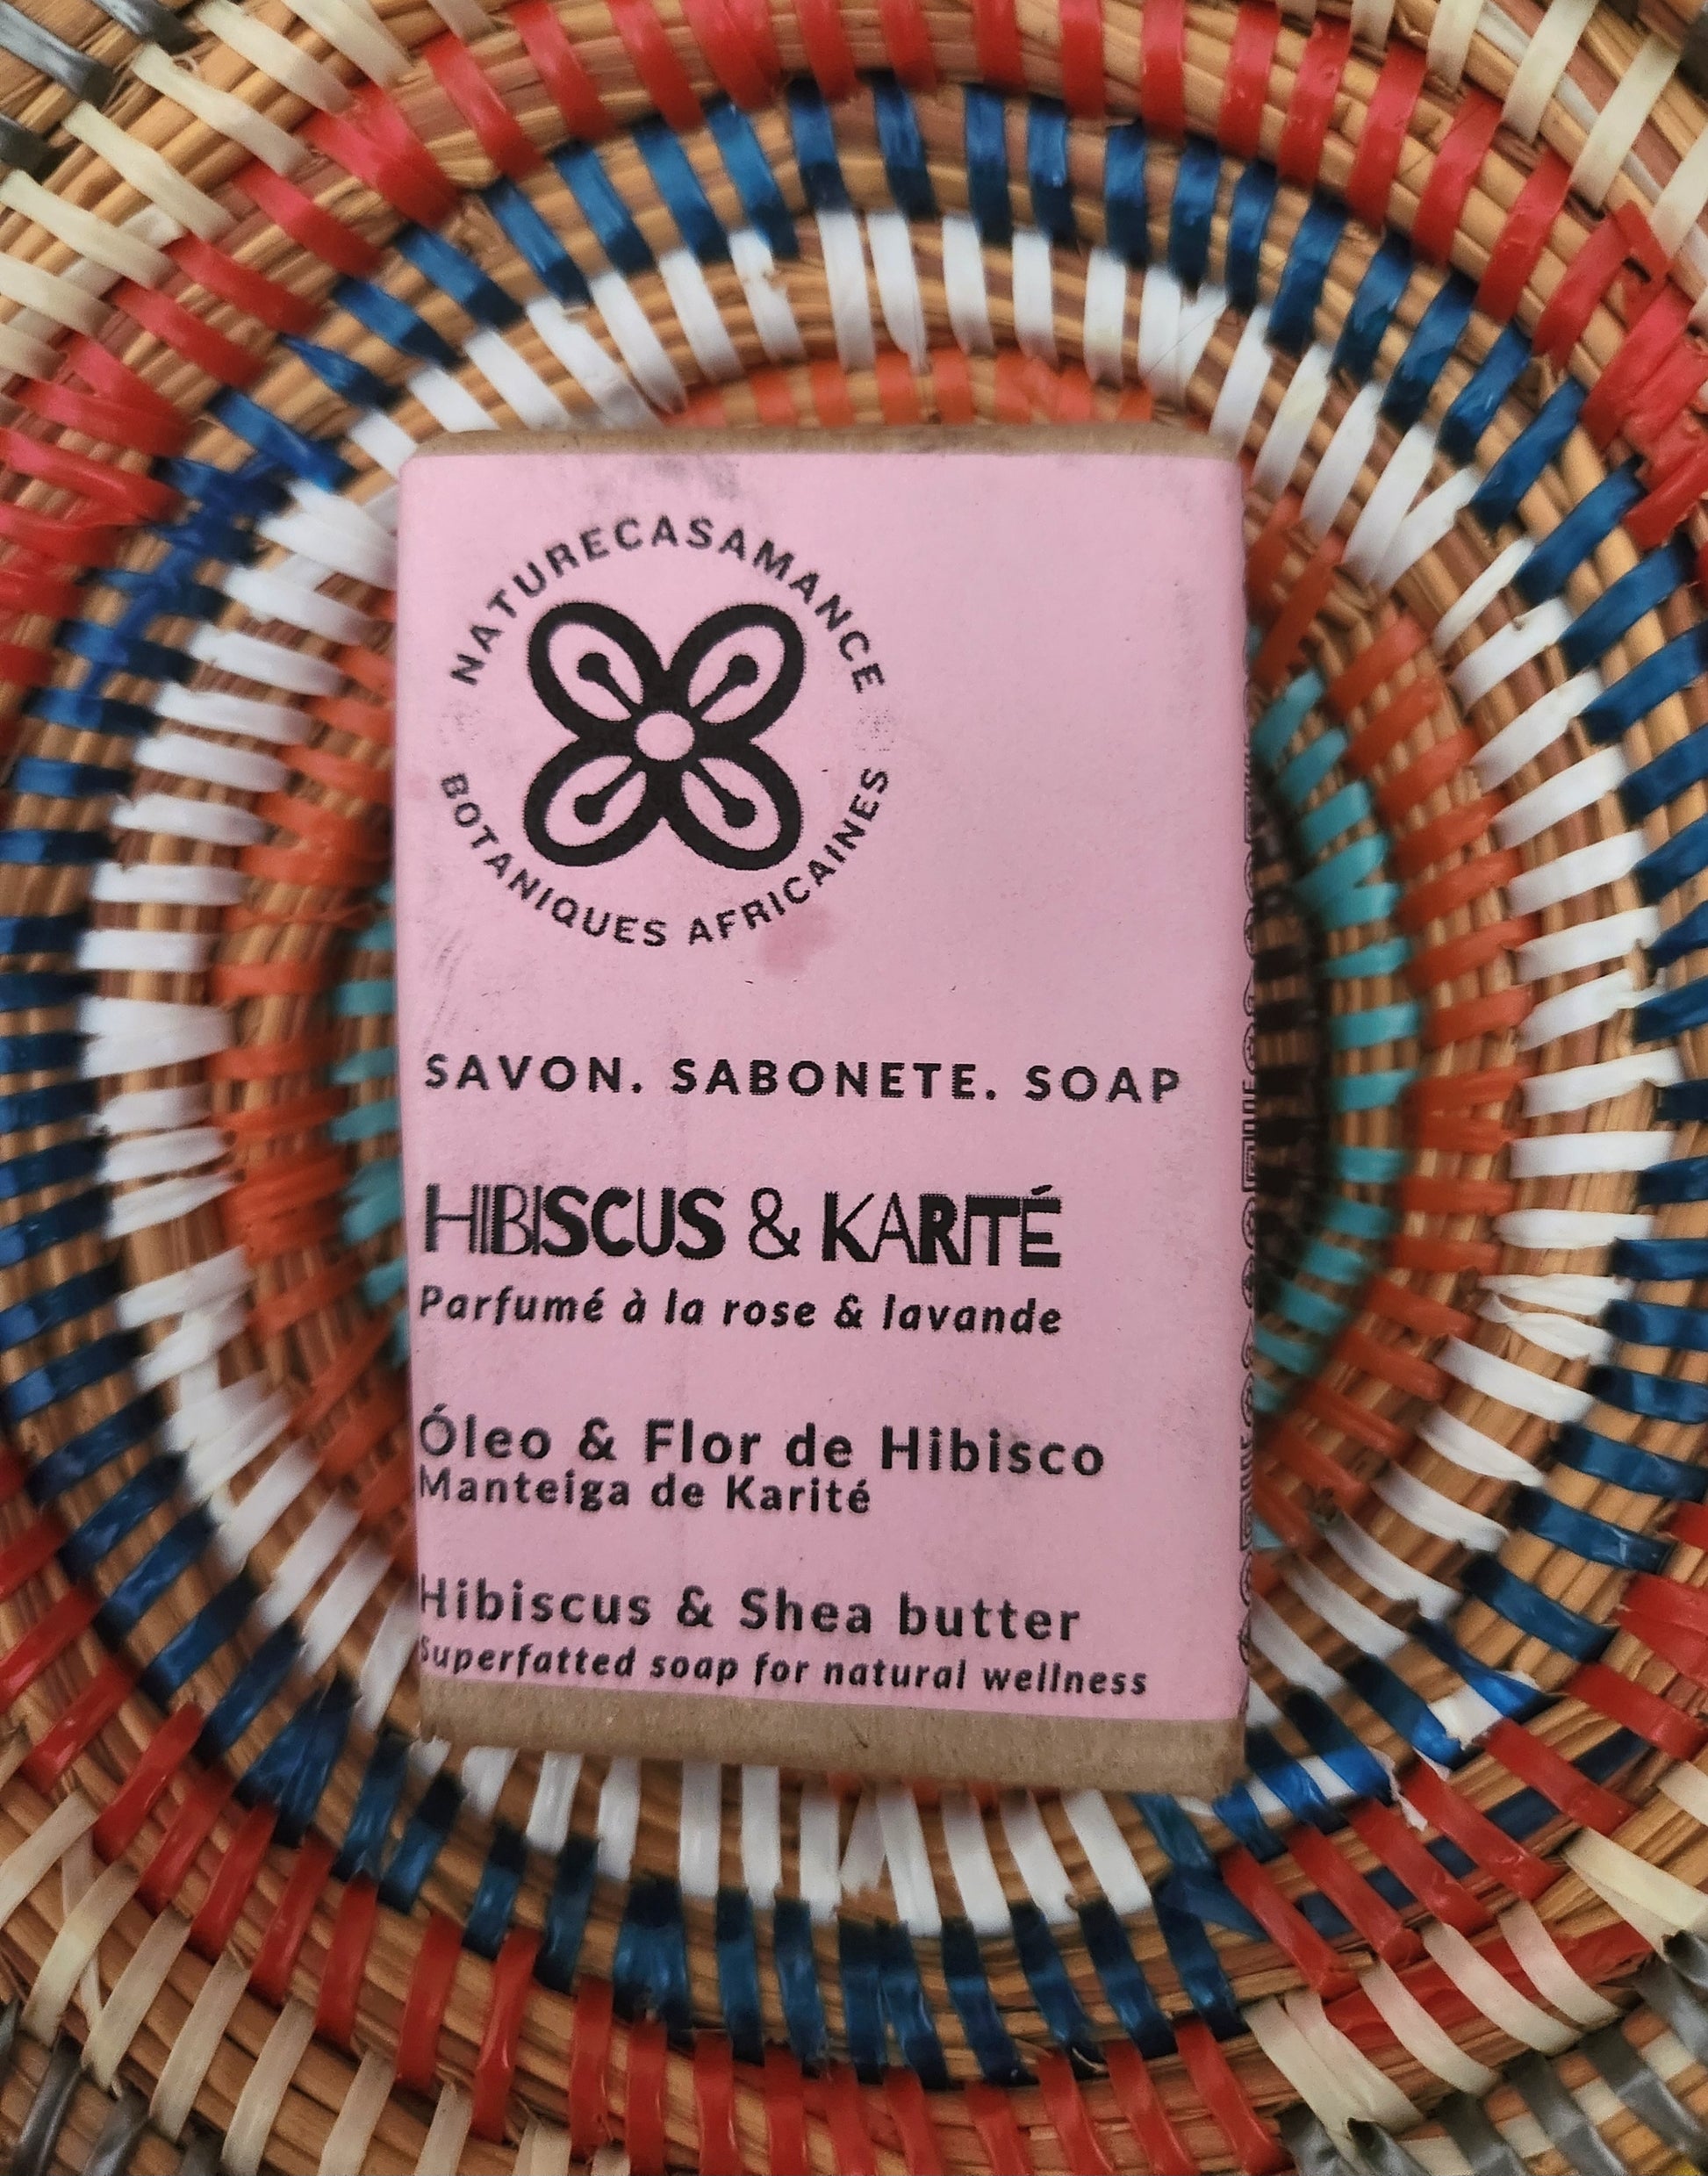 NATURECASAMANCE
BOTANIQUES AFRICAINES
SAVON. SABONETE. SOAP
HIBISCUS & KARITÉ
Parfumé à la rose & lavande
Óleo & Flor de Hibisco
Manteiga de Karité
Hibiscus & Shea butter
Superfatted soap for natural wellness